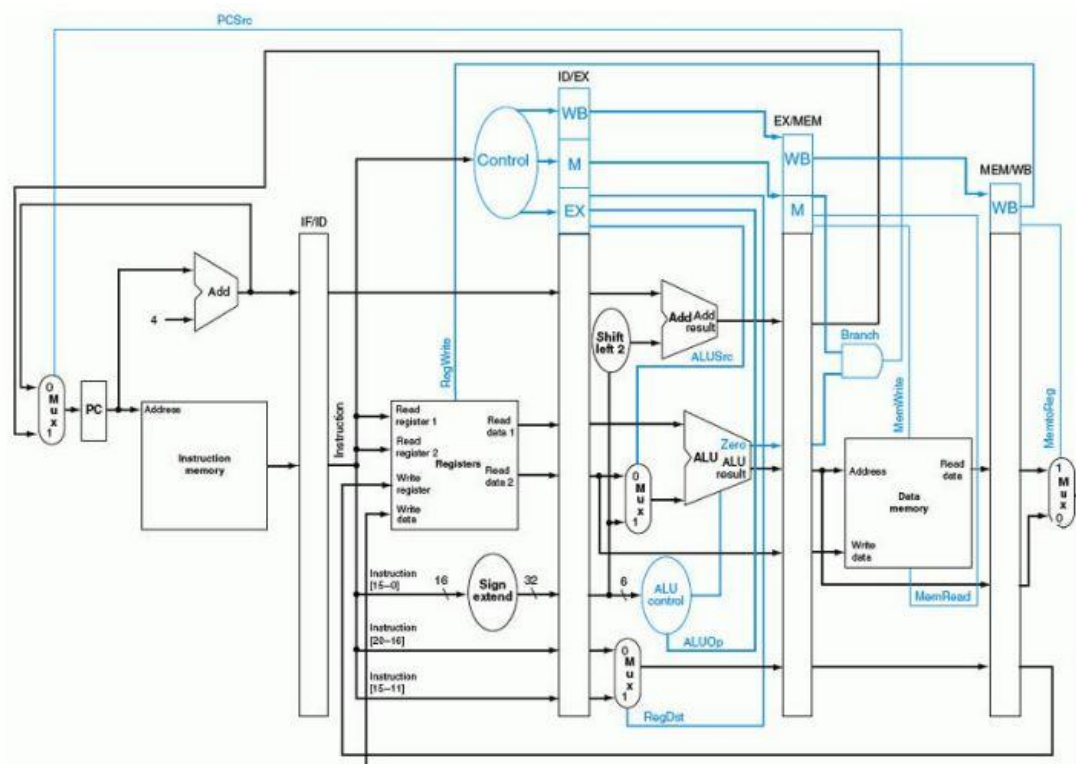 PCSrc
ID/EX
WB
EX/MEM
Control
M
WB
MEM/WB
EX
M
WB
IF/ID
Add
4
Add Add
result
Shift
left 2
Branch
ALUSrc
RegWrite
MemWrite
MemtoReg
0
M
u
x
1
PC
Address
Instruction
memory
Instruction
Read
register 1
Read
register 2
Write
register
Write
data
Registers
Read
data 1
Read
data 2
0
M
u
x
1
Zero
ALU ALU
result
Address
Read
data
Data
memory
Write
data
1
M
u
x
0
MemRead
Instruction
[15–0]
16
Sign
extend
32
6
ALU
control
ALUOp
Instruction
[20–16]
Instruction
[15–11]
0
M
u
x
1
RegDst